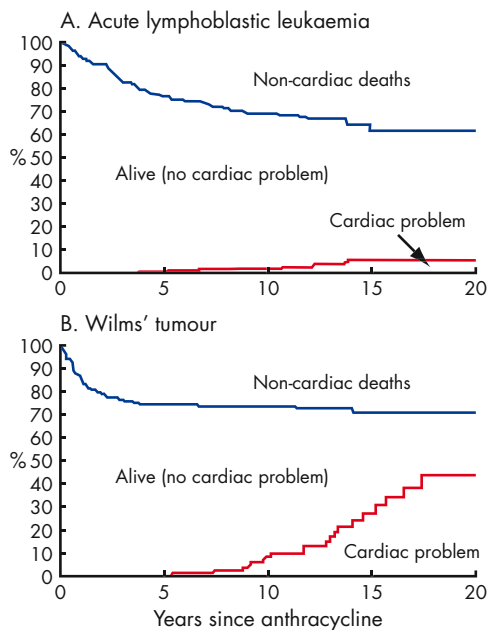 A. Acute lymphoblastic leukaemia
100
90
80
70
60
% 50
40
30
20
10
0
Non-cardiac deaths
Alive (no cardiac problem)
Cardiac problem
0 5 10 15 20
B. Wilms' tumour
100
90
80
70
60
% 50
40
30
20
10
0
Non-cardiac deaths
Alive (no cardiac problem)
Cardiac problem
0 5 10 15 20
Years since anthracycline